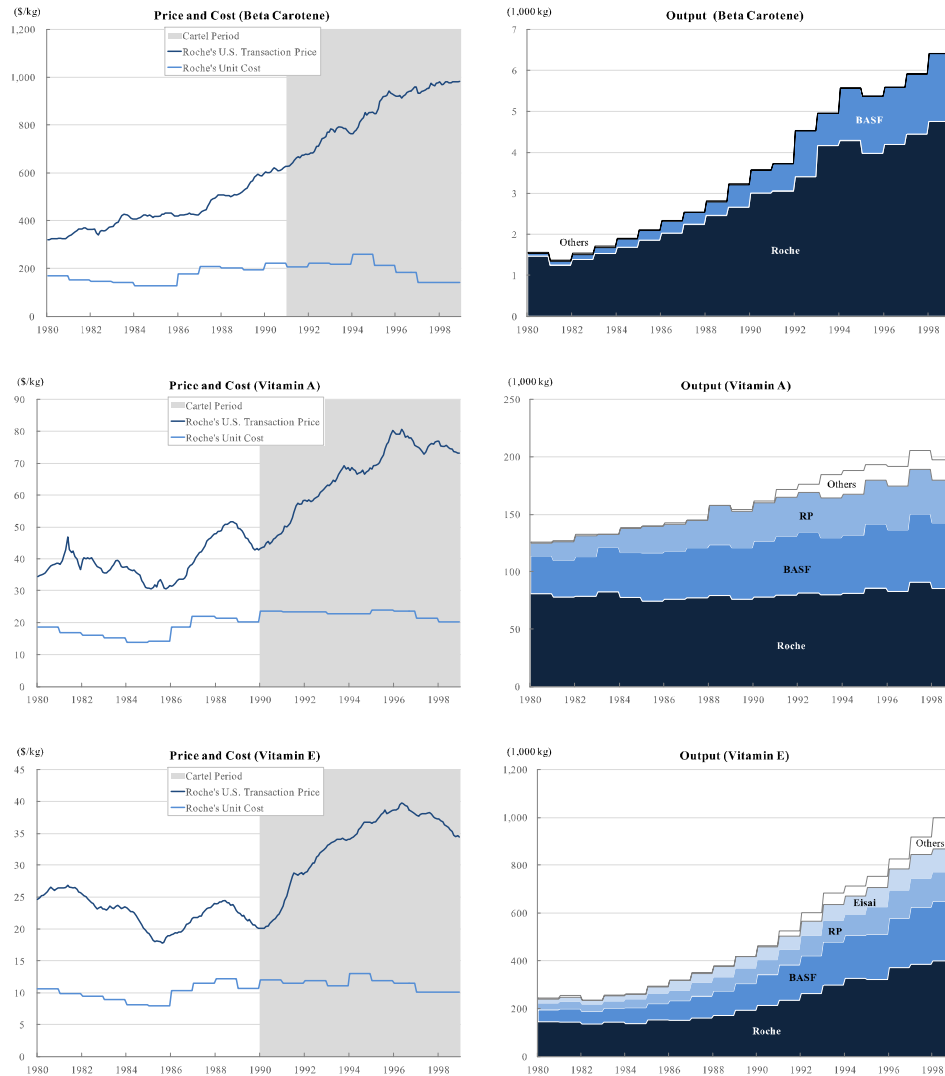 ($/kg)
Price and Cost (Beta Carotene)
1,200
1,000
800
600
400
200
0
Cartel Period
Roche's U.S. Transaction Price
Roche's Unit Cost
1980 1982 1984 1986 1988 1990 1992 1994 1996 1998
(1,000 kg)
Output (Beta Carotene)
7
6
5
4
3
2
1
0
BASF
Others
Roche
1980 1982 1984 1986 1988 1990 1992 1994 1996 1998
($/kg)
Price and Cost (Vitamin A)
90
80
70
60
50
40
30
20
10
0
Cartel Period
Roche's U.S. Transaction Price
Roche's Unit Cost
1980 1982 1984 1986 1988 1990 1992 1994 1996 1998
(1,000 kg)
Output (Vitamin A)
250
200
150
100
50
0
Others
RP
BASF
Roche
1980 1982 1984 1986 1988 1990 1992 1994 1996 1998
($/kg)
Price and Cost (Vitamin E)
45
40
35
30
25
20
15
10
5
0
Cartel Period
Roche's U.S. Transaction Price
Roche's Unit Cost
1980 1982 1984 1986 1988 1990 1992 1994 1996 1998
(1,000 kg)
Output (Vitamin E)
1,200
1,000
800
600
400
200
0
Others
Eisai
RP
BASF
Roche
1980 1982 1984 1986 1988 1990 1992 1994 1996 1998